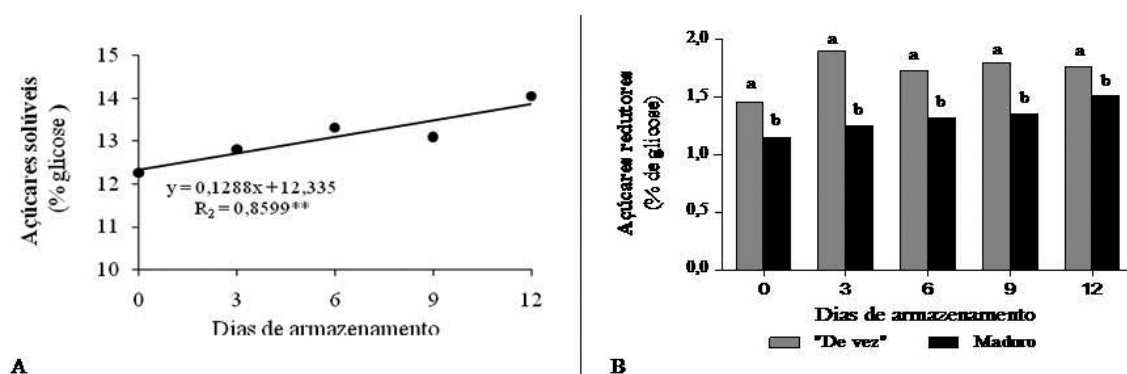 15
14
13
12
11
10
0 3 6 9 12
Açúcares solúveis
(% glicose )
y = 0,1288x + 12,335
R2 = 0,8599**
Dias de armazenamento
A
2,0
1,5
1,0
0,5
0,0
Açúcares redutores
(% de glicose)
a b a b a b a b a b
0 3 6 9 12
Dias de armazenamento
"De vez" Maduro
B